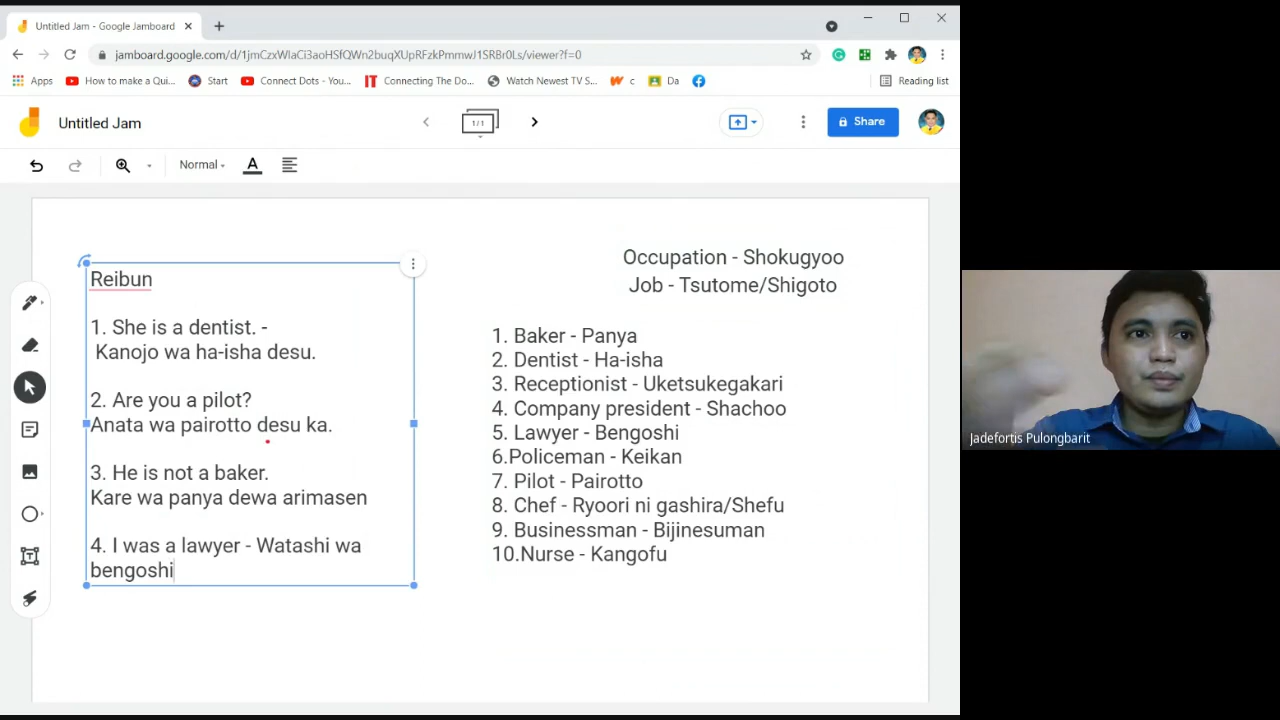 Untitled Jam - Google Jamboard
jamboard.google.com/d/1jmCzxWIaCi3aoHSfQWn2buqXUpRFzkPmmwJ1SRBr0Ls/viewer?f=0
Apps
How to make a Qui...
Start
Connect Dots - You...
IT Connecting The Do...
Watch Newest TV S...
c
Da
Reading list
Untitled Jam
1/1
Share
Normal
A
Reibun
1. She is a dentist. -
Kanojo wa ha-isha desu.
2. Are you a pilot?
Anata wa pairotto desu ka.
3. He is not a baker.
Kare wa panya dewa arimasen
4. I was a lawyer - Watashi wa
bengoshi
Occupation - Shokugyoo
Job - Tsutome/Shigoto
1. Baker - Panya
2. Dentist - Ha-isha
3. Receptionist - Uketsukegakari
4. Company president - Shachoo
5. Lawyer - Bengoshi
6.Policeman - Keikan
7. Pilot - Pairotto
8. Chef - Ryoori ni gashira/Shefu
9. Businessman - Bijinesuman
10.Nurse - Kangofu
Jadefortis Pulongbarit